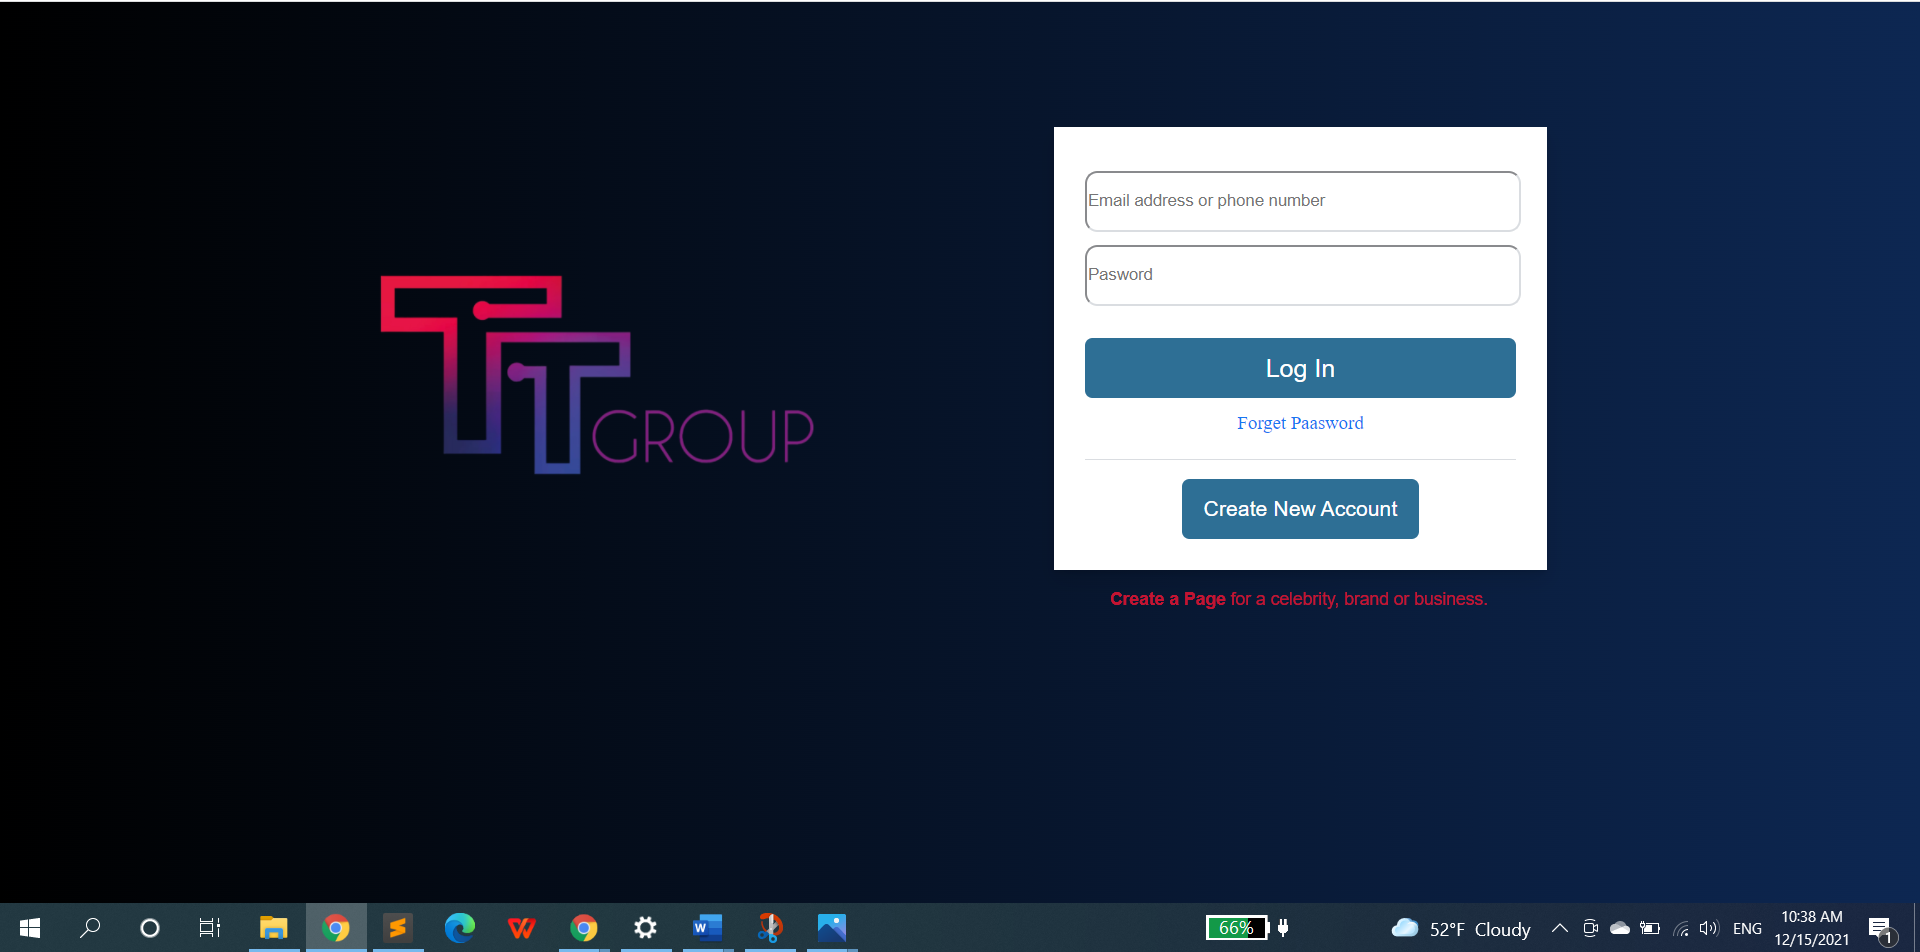 Email address or phone number
Pasword
Log In
Forget Paasword
Create New Account
Create a Page for a celebrity, brand or business.
TT GROUP
66%
52°F Cloudy
ENG
10:38 AM
12/15/2021
W
1